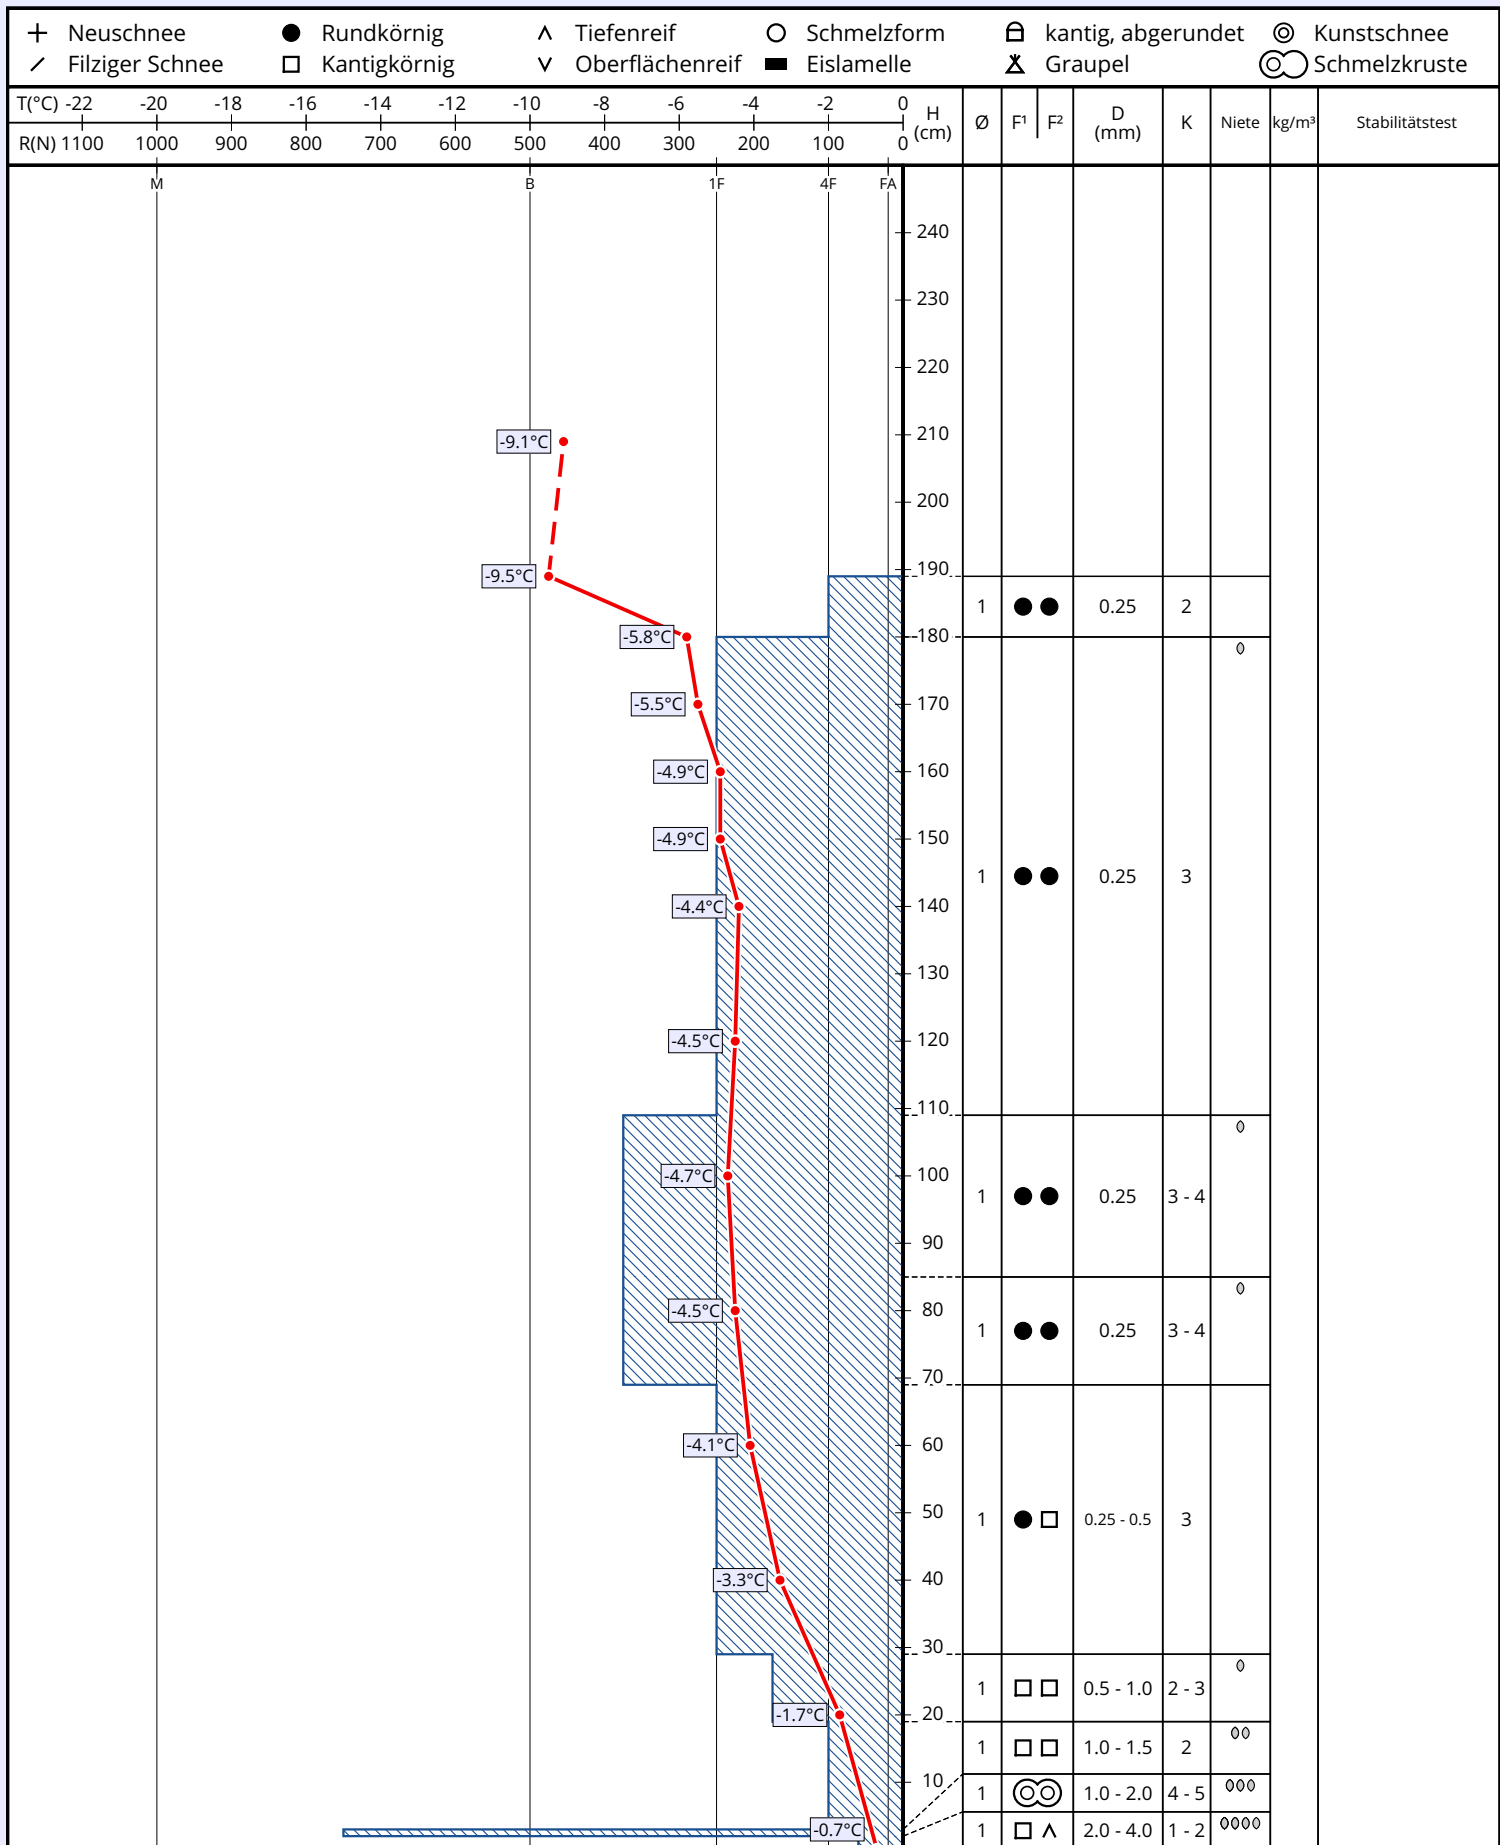 Neuschnee Rundkörnig Tiefenreif Schmelzform kantig, abgerundet Kunstschnee
Filziger Schnee Kantigkörnig Oberflächenreif Eislamelle Graupel Schmelzkruste
T(°C) -22 -20 -18 -16 -14 -12 -10 -8 -6 -4 -2 0
R(N) 1100 1000 900 800 700 600 500 400 300 200 100 0
H (cm) Ø F¹ F² D (mm) K Niete kg/m³ Stabilitätstest
M B 1F 4F FA
240
230
220
-9.1°C 210
200
190
-9.5°C
1 0.25 2
-5.8°C 180
-5.5°C 170
-4.9°C 160
-4.9°C 150
1 0.25 3
-4.4°C 140
130
-4.5°C 120
110
-4.7°C 100
1 0.25 3 - 4
90
-4.5°C 80
1 0.25 3 - 4
70
-4.1°C 60
50
1 0.25 - 0.5 3
-3.3°C 40
30
1 0.5 - 1.0 2 - 3
-1.7°C 20
1 1.0 - 1.5 2
10
1 1.0 - 2.0 4 - 5
-0.7°C
1 2.0 - 4.0 1 - 2